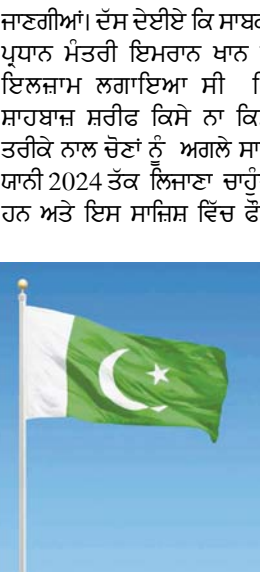 ਜਾਣਗੀਆਂ। ਦੱਸ ਦੇਈਏ ਕਿ
ਪ੍ਰਧਾਨ ਮੰਤਰੀ ਇਮਰਾਨ ਖਾਨ
ਇਲਜ਼ਾਮ ਲਗਾਇਆ ਸੀ
ਸ਼ਾਹਬਾਜ਼ ਸ਼ਰੀਫ ਕਿਸੇ ਨਾ
ਤਰੀਕੇ ਨਾਲ ਚੋਣਾਂ ਨੂੰ ਅਗਲੇ
ਯਾਨੀ 2024 ਤੱਕ ਲਿਜਾਣਾ
ਹਨ ਅਤੇ ਇਸ ਸਾਜ਼ਿਸ਼ ਵਿੱਚ